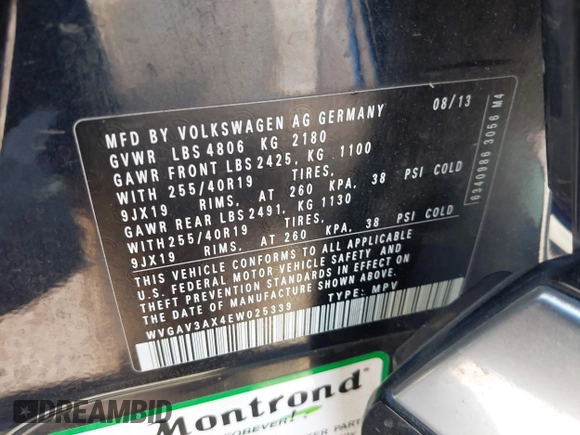 MFD BY VOLKSWAGEN AG GERMANY 08/13
GVWR LBS 4806 KG 2180
GAWR FRONT LBS 2425, KG 1100
WITH 255/40R19 TIRES,
9JX19 RIMS, AT 260 KPA, 38 PSI COLD
GAWR REAR LBS 2491, KG 1130
WITH 255/40R19 TIRES,
9JX19 RIMS, AT 260 KPA, 38 PSI COLD
THIS VEHICLE CONFORMS TO ALL APPLICABLE
U.S. FEDERAL MOTOR VEHICLE SAFETY AND
THEFT PREVENTION STANDARDS IN EFFECT ON
THE DATE OF MANUFACTURE SHOWN ABOVE.
WVGAV3AX4EW025339 TYPE: MPV
6340986 3056 M4
Montrond
FOREVER!
PART
DREAMBID